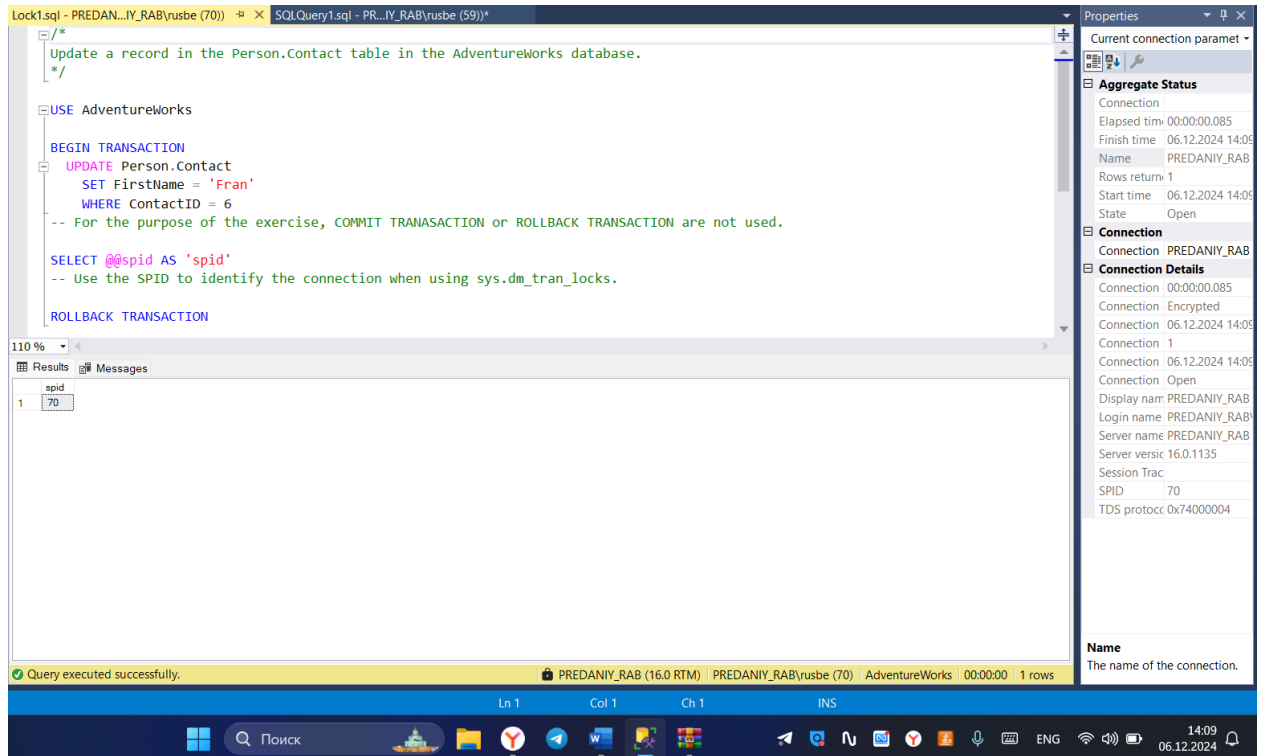 Lock1.sql - PREDAN...IY_RAB\rusbe (70))
SQLQuery1.sql - PR...IY_RAB\rusbe (59))*
/*
Update a record in the Person.Contact table in the AdventureWorks database.
*/
USE AdventureWorks
BEGIN TRANSACTION
UPDATE Person.Contact
SET FirstName = 'Fran'
WHERE ContactID = 6
-- For the purpose of the exercise, COMMIT TRANASACTION or ROLLBACK TRANSACTION are not used.
SELECT @@spid AS 'spid'
-- Use the SPID to identify the connection when using sys.dm_tran_locks.
ROLLBACK TRANSACTION
110 %
Results Messages
spid
1 70
Query executed successfully.
PREDANIY_RAB (16.0 RTM) PREDANIY_RAB\rusbe (70) AdventureWorks 00:00:00 1 rows
Properties
Current connection paramet
Aggregate Status
Connection
Elapsed tim 00:00:00.085
Finish time 06.12.2024 14:09
Name PREDANIY_RAB
Rows return 1
Start time 06.12.2024 14:09
State Open
Connection
Connection PREDANIY_RAB
Connection Details
Connection 00:00:00.085
Connection Encrypted
Connection 06.12.2024 14:09
Connection 1
Connection 06.12.2024 14:09
Connection Open
Display nam PREDANIY_RAB
Login name PREDANIY_RAB\
Server name PREDANIY_RAB
Server versic 16.0.1135
Session Trac
SPID 70
TDS protocc 0x74000004
Name
The name of the connection.
Ln 1 Col 1 Ch 1 INS
Поиск
ENG
14:09
06.12.2024